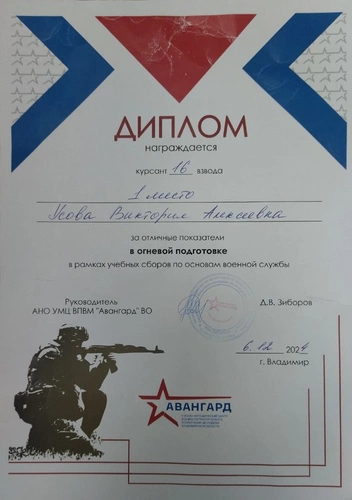 ДИПЛОМ
награждается
курсант 16 взвода
1 место
Усова Виктория Алексеевна
за отличные показатели
в огневой подготовке
в рамках учебных сборов по основам военной службы
Руководитель
АНО УМЦ ВПВМ "Авангард" ВО
Д.В. Зиборов
6.12 2024
г. Владимир
АВАНГАРД